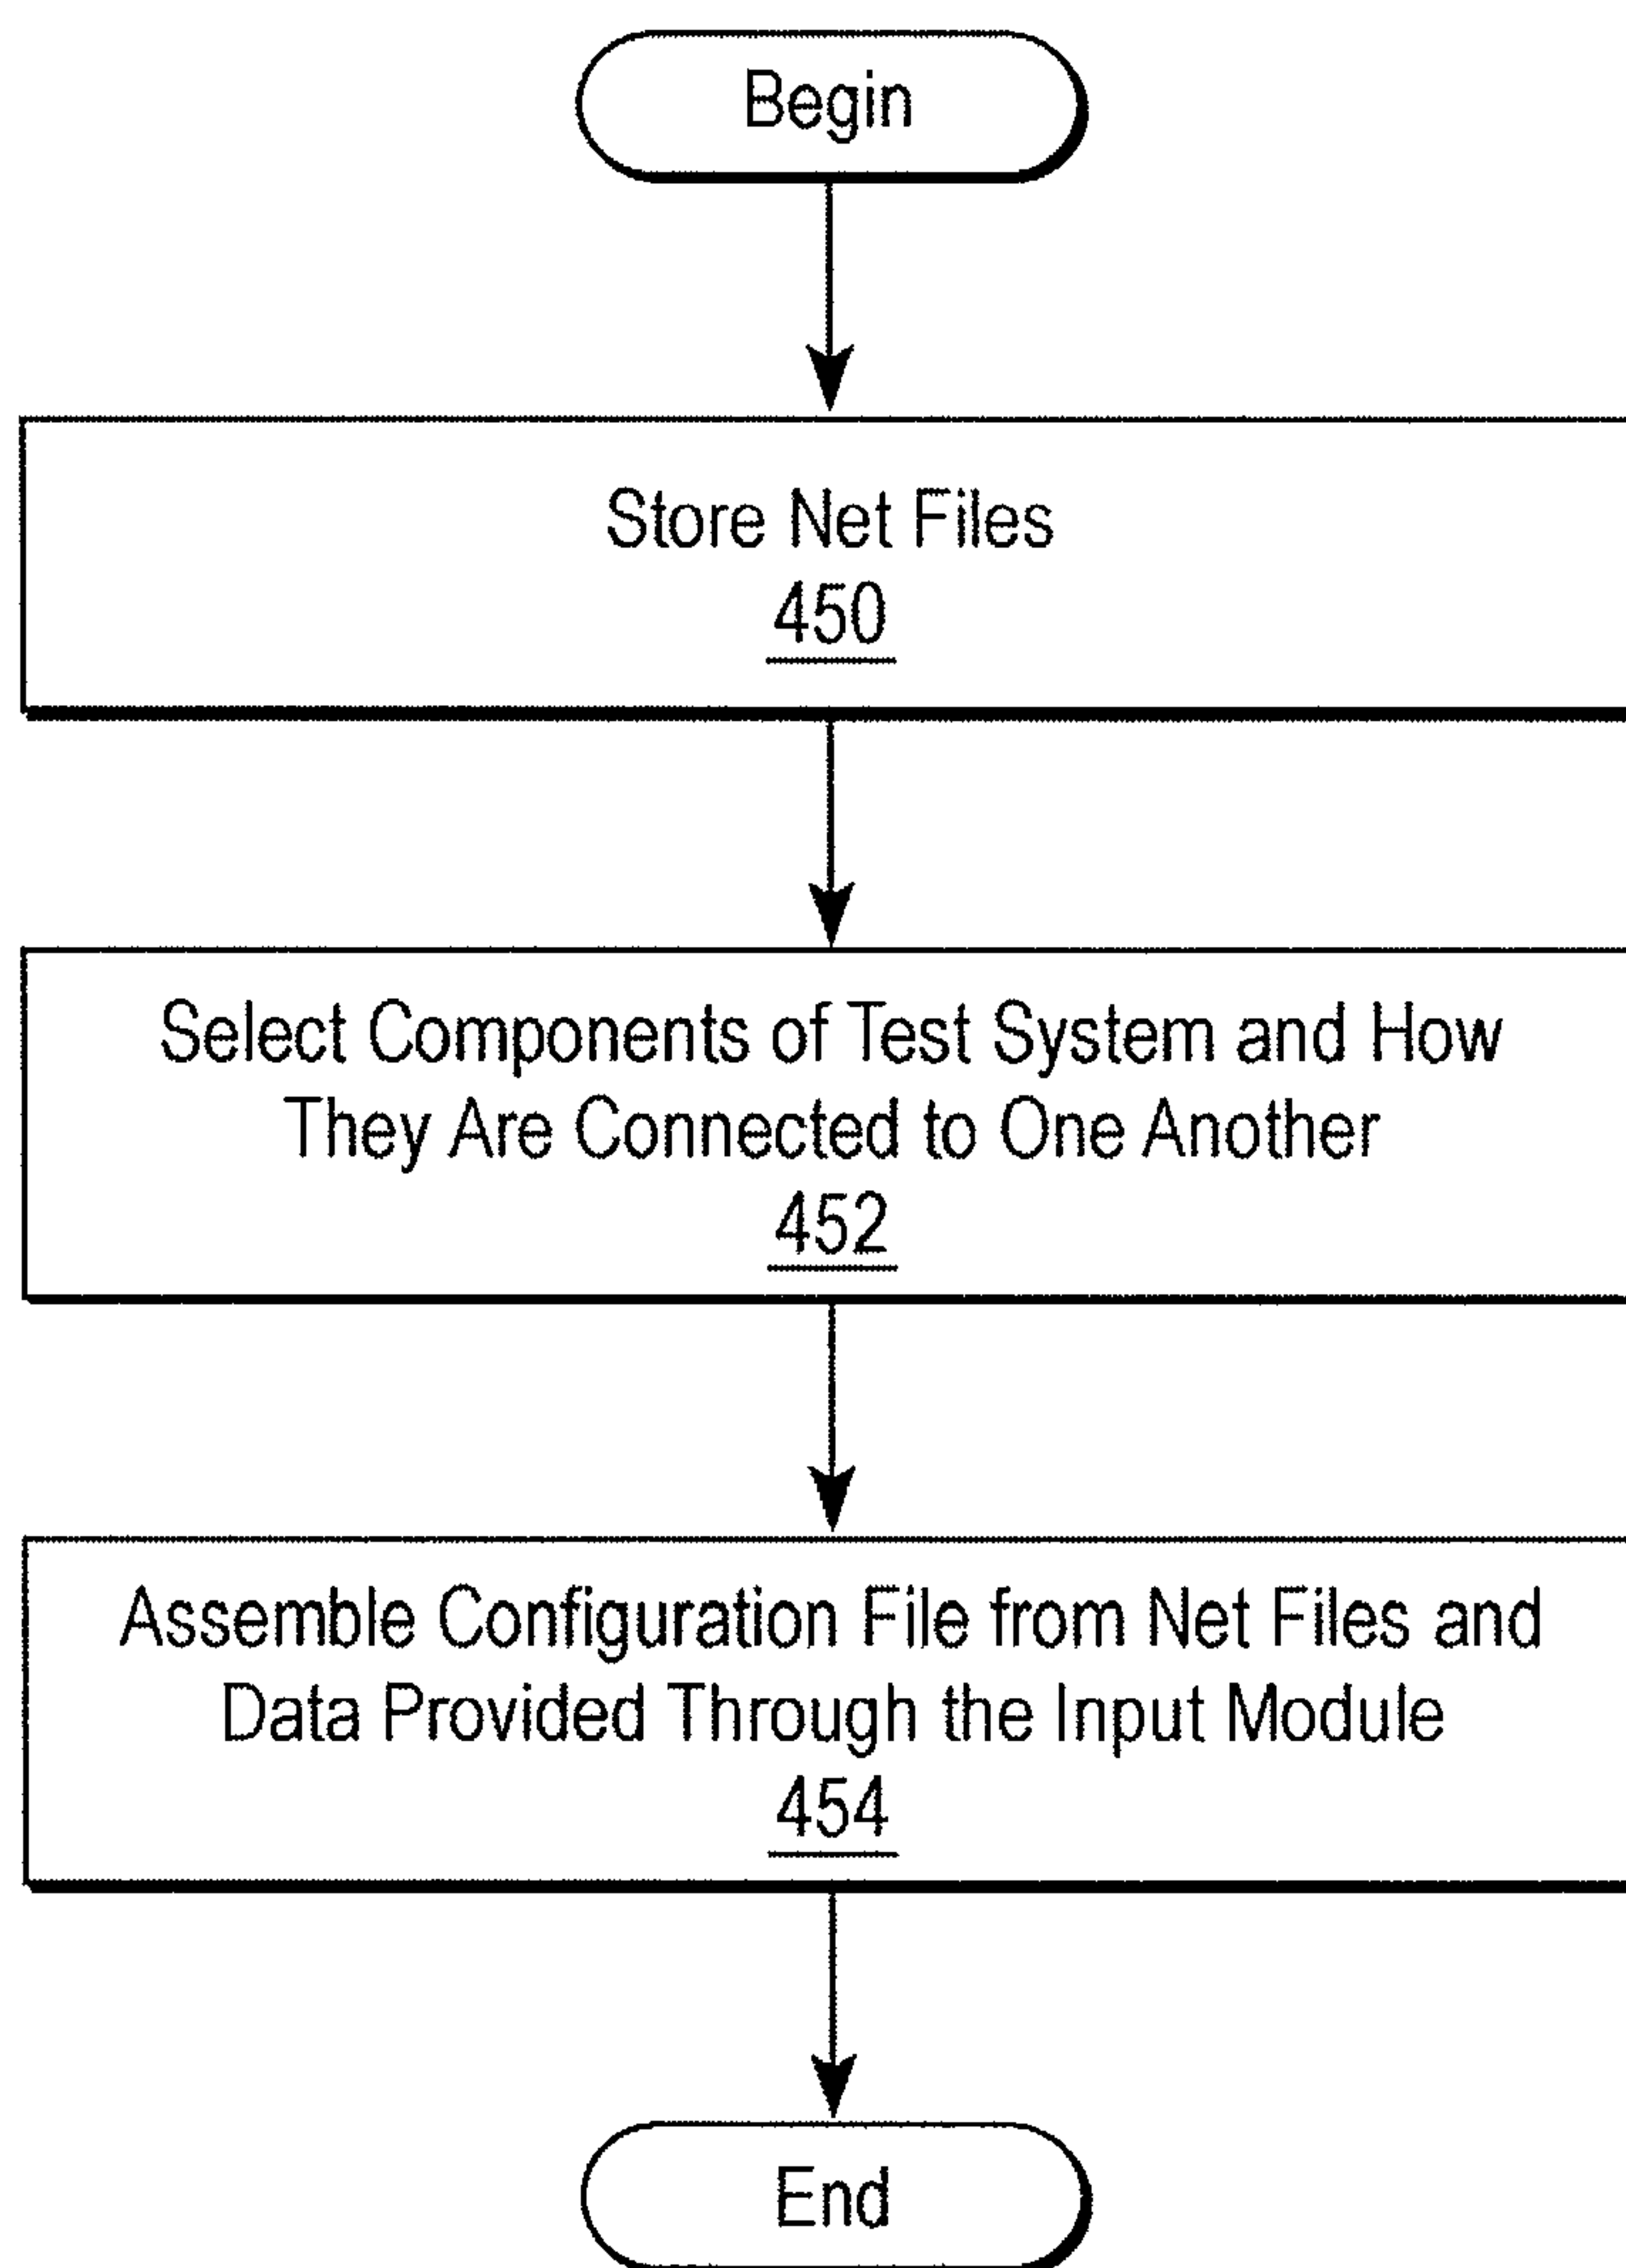 Begin
Store Net Files
450
Select Components of Test System and How
They Are Connected to One Another
452
Assemble Configuration File from Net Files and
Data Provided Through the Input Module
454
End